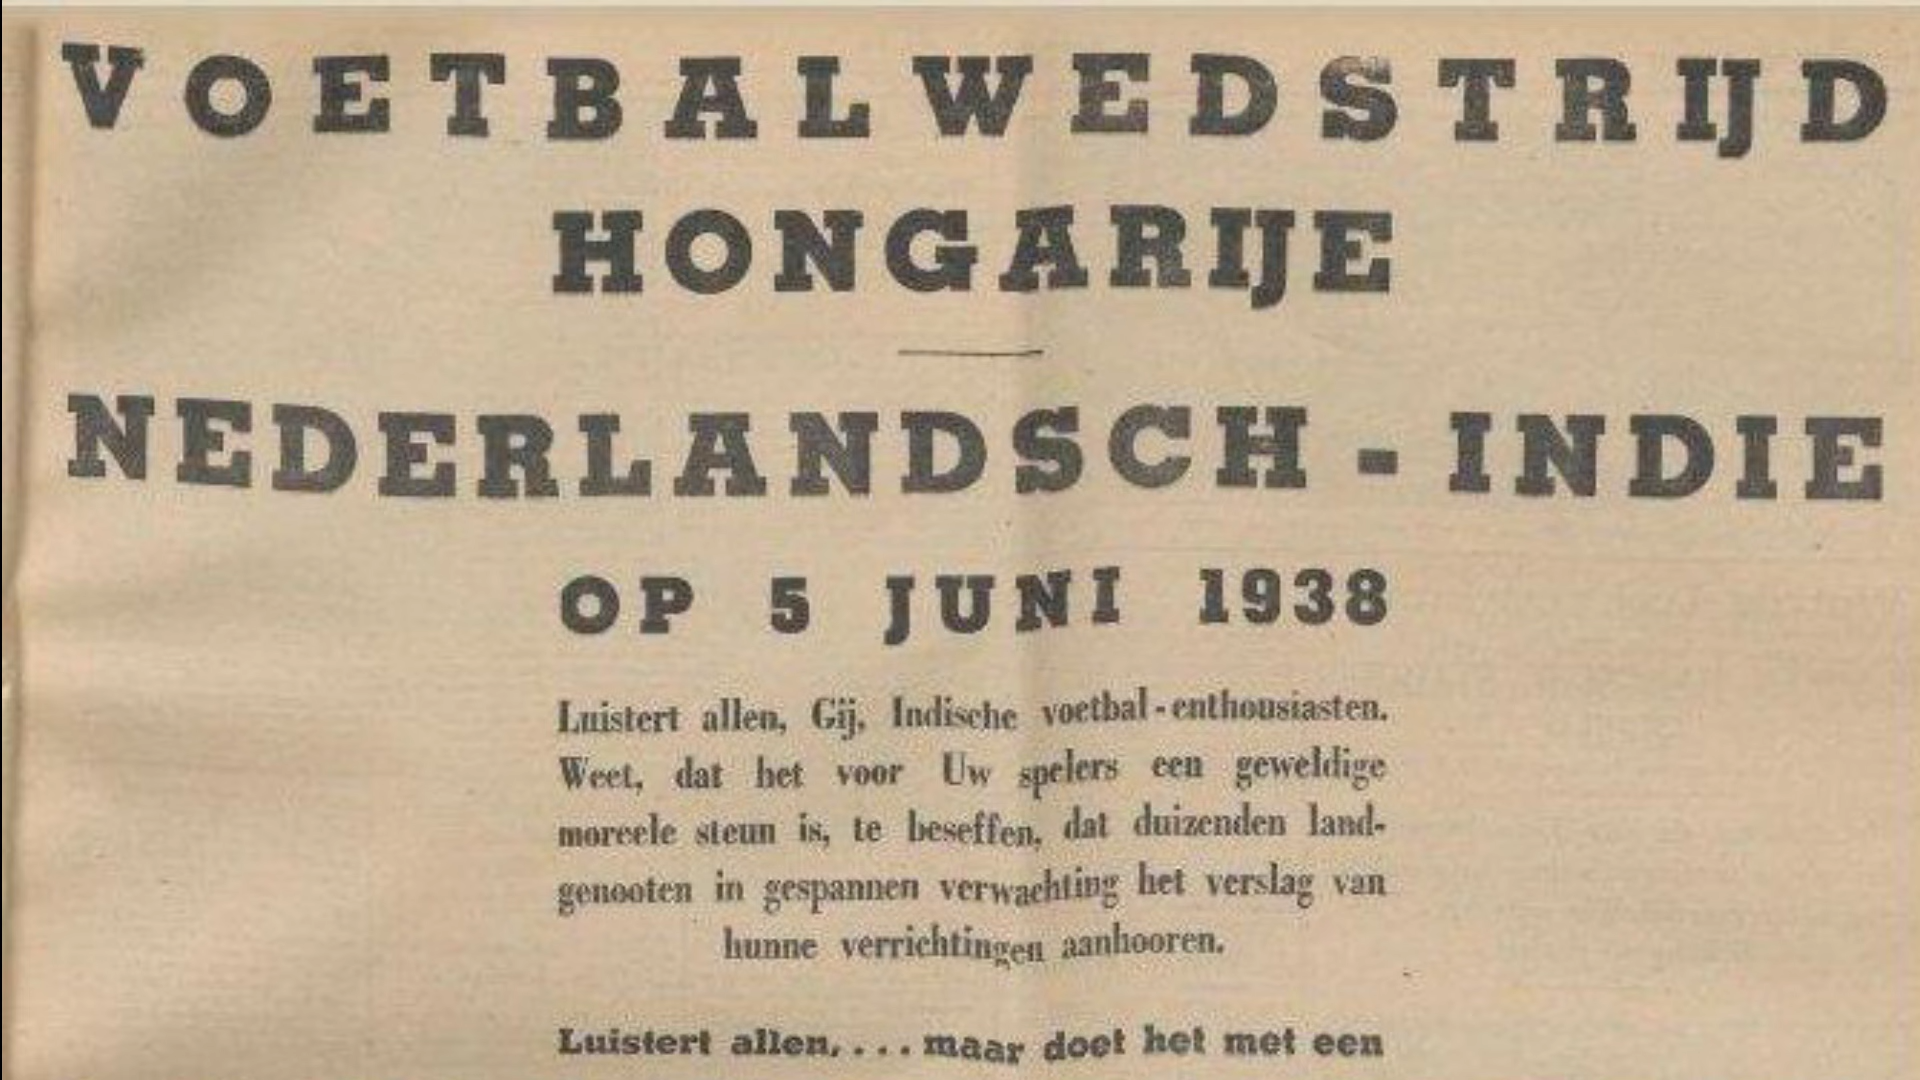 VOETBALWEDSTRIJD
HONGARIJE
NEDERLANDSCH - INDIE
OP 5 JUNI 1938
Luistert allen, Gij, Indische voetbal-enthousiasten.
Weet, dat het voor Uw spelers een geweldige
moreele steun is, te beseffen, dat duizenden land-
genooten in gespannen verwachting het verslag van
hunne verrichtingen aanhooren.
Luistert allen, . . . maar doet het met een